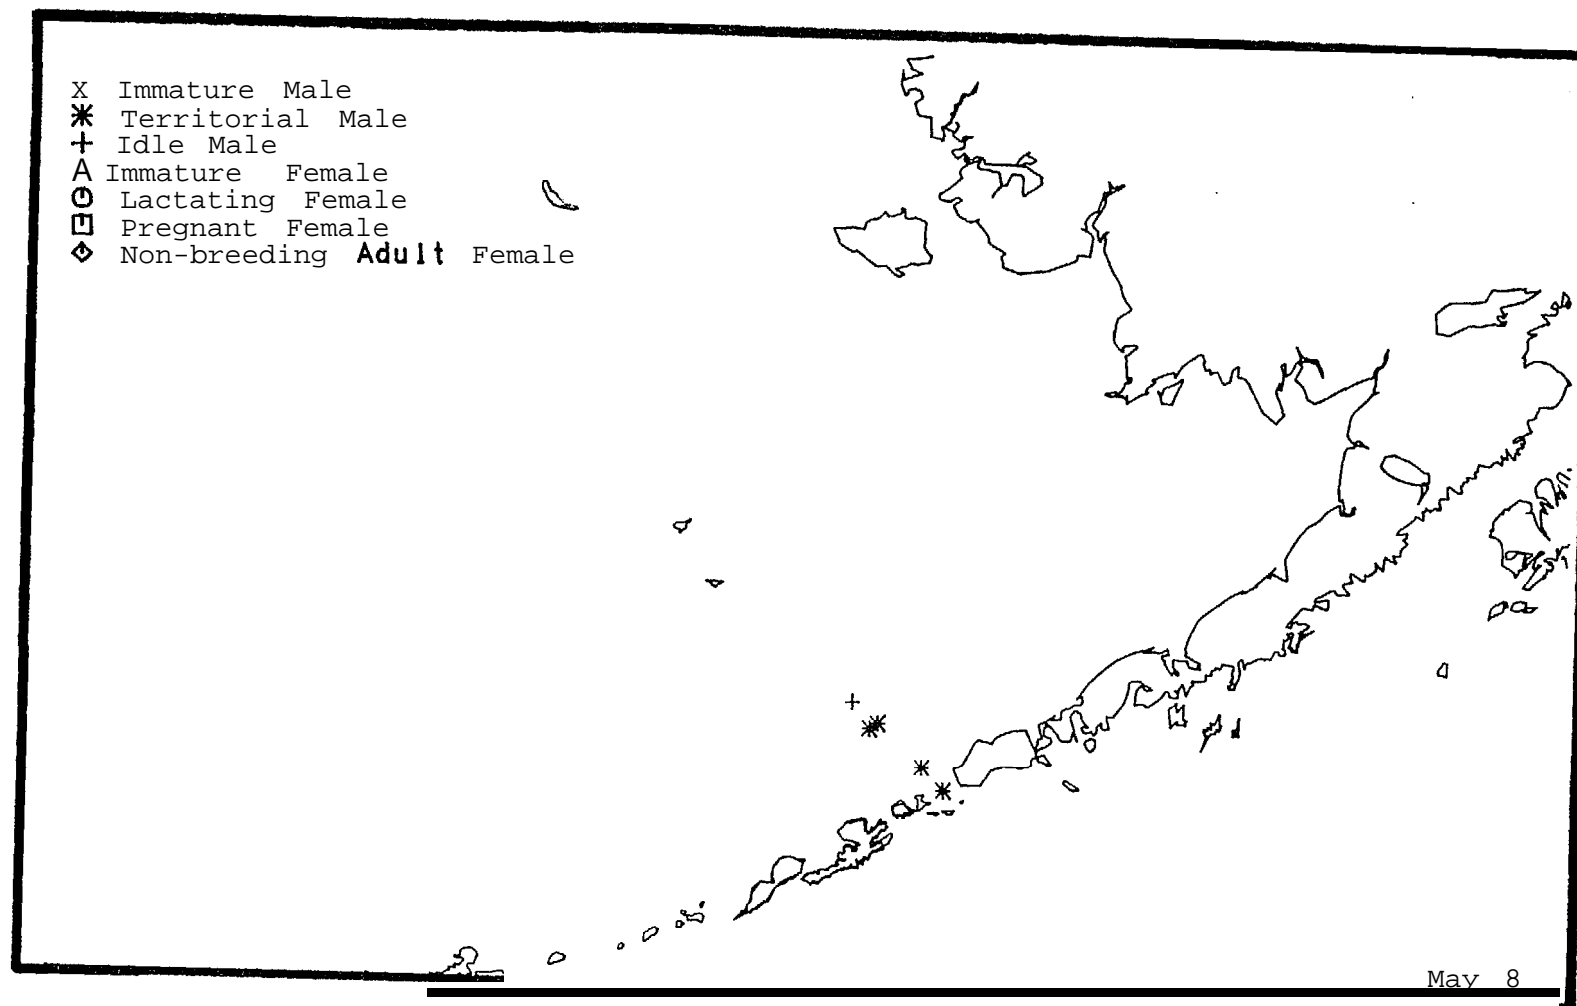 X Immature Male
Territorial Male
+ Idle Male
A Immature Female
Lactating Female
Pregnant Female
Non-breeding Adult Female
May 8